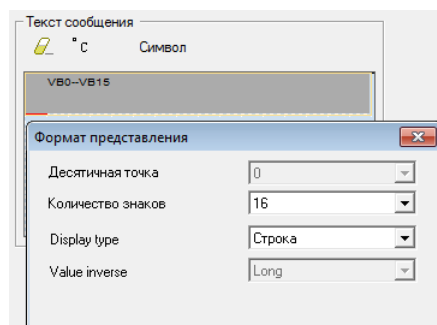 Текст сообщения
°C Символ
VB0--VB15
Формат представления
Десятичная точка 0
Количество знаков 16
Display type Строка
Value inverse Long